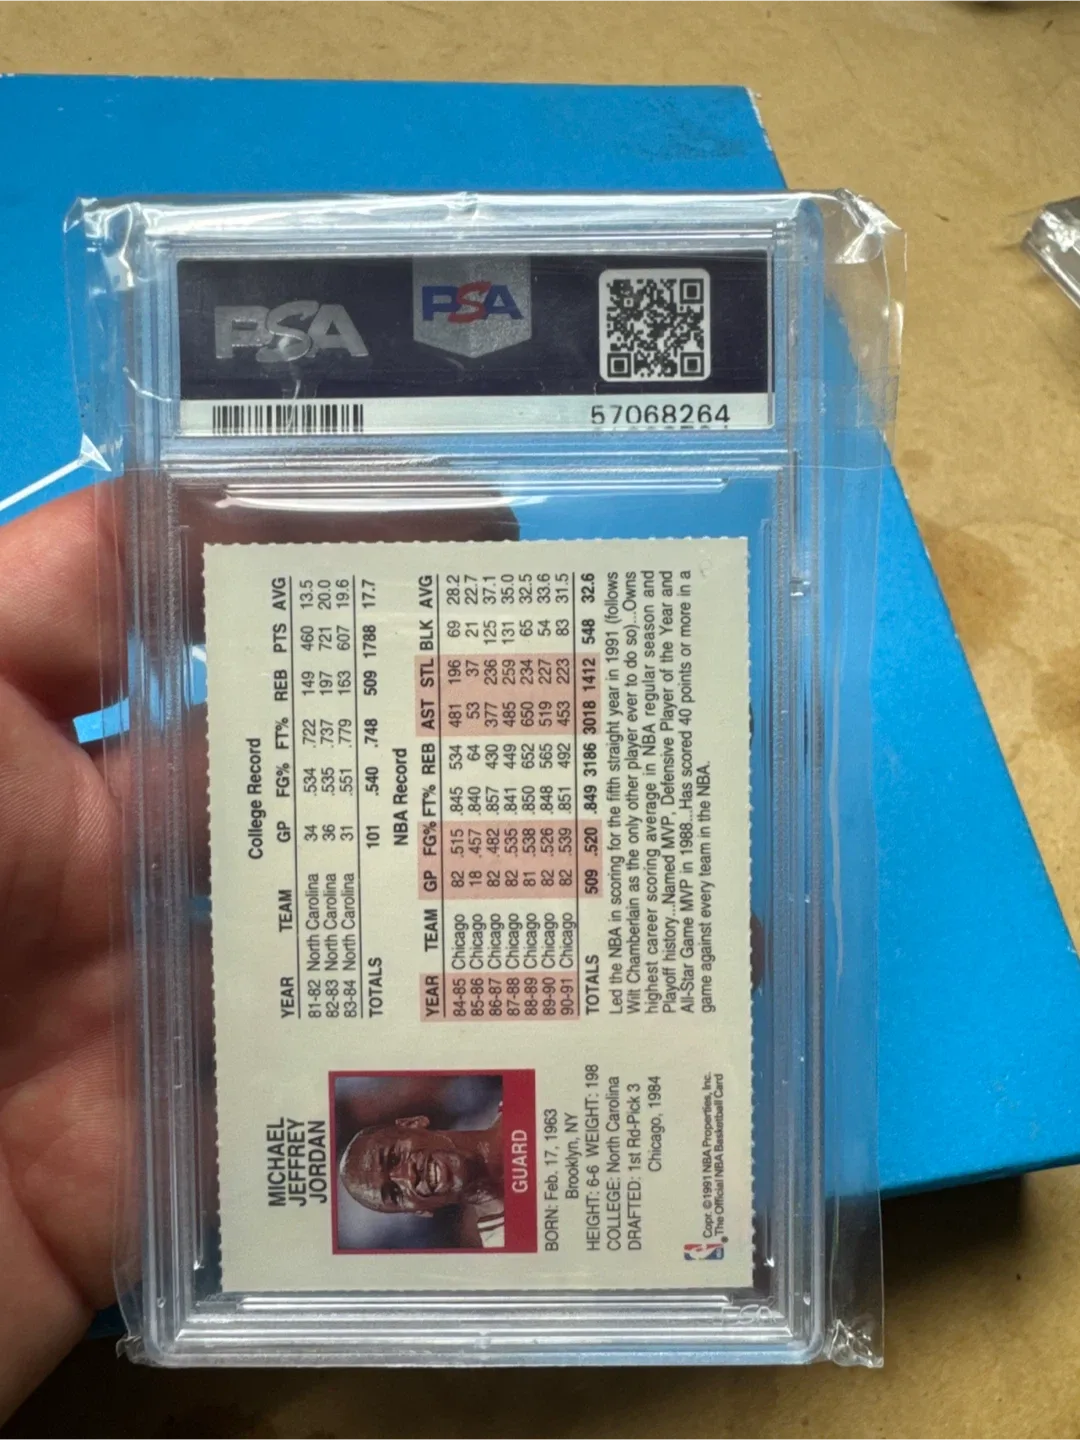 PSA
PSA
57068264
MICHAEL
JEFFREY
JORDAN
GUARD
BORN: Feb. 17, 1963
Brooklyn, NY
HEIGHT: 6-6 WEIGHT: 198
COLLEGE: North Carolina
DRAFTED: 1st Rd-Pick 3
Chicago, 1984
Copr. ©1991 NBA Properties, Inc.
The Official NBA Basketball Card
College Record
YEAR TEAM GP FG% FT% REB PTS AVG
81-82 North Carolina 34 .534 .722 149 460 13.5
82-83 North Carolina 36 .535 .737 197 721 20.0
83-84 North Carolina 31 .551 .779 163 607 19.6
TOTALS 101 .540 .748 509 1788 17.7
NBA Record
YEAR TEAM GP FG% FT% REB AST STL BLK AVG
84-85 Chicago 82 .515 .845 534 481 196 69 28.2
85-86 Chicago 18 .457 .840 64 53 37 21 22.7
86-87 Chicago 82 .482 .857 430 377 236 125 37.1
87-88 Chicago 82 .535 .841 449 485 259 131 35.0
88-89 Chicago 81 .538 .850 652 650 234 65 32.5
89-90 Chicago 82 .526 .848 565 519 227 54 33.6
90-91 Chicago 82 .539 .851 492 453 223 83 31.5
TOTALS 509 .520 .849 3186 3018 1412 548 32.6
Led the NBA in scoring for the fifth straight year in 1991 (follows
Wilt Chamberlain as the only other player ever to do so)...Owns
highest career scoring average in NBA regular season and
Playoff history...Named MVP, Defensive Player of the Year and
All-Star Game MVP in 1988...Has scored 40 points or more in a
game against every team in the NBA.
PSA